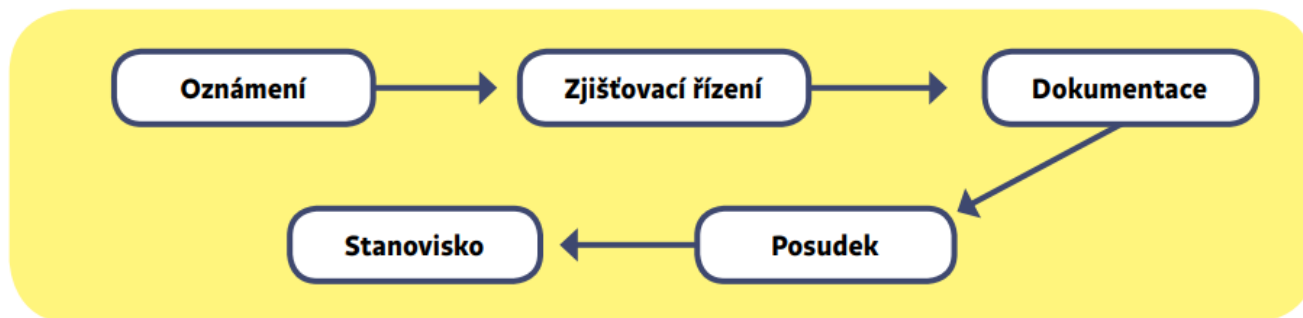 Oznámení
Zjišťovací řízení
Dokumentace
Posudek
Stanovisko